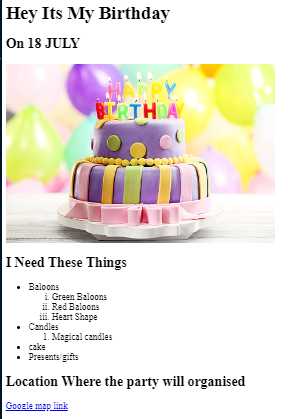 Hey Its My Birthday
On 18 JULY
HAPPY
BIRTHDAY
I Need These Things
• Baloons
i. Green Baloons
ii. Red Baloons
iii. Heart Shape
• Candles
1. Magical candles
• cake
• Presents/gifts
Location Where the party will organised
Google map link